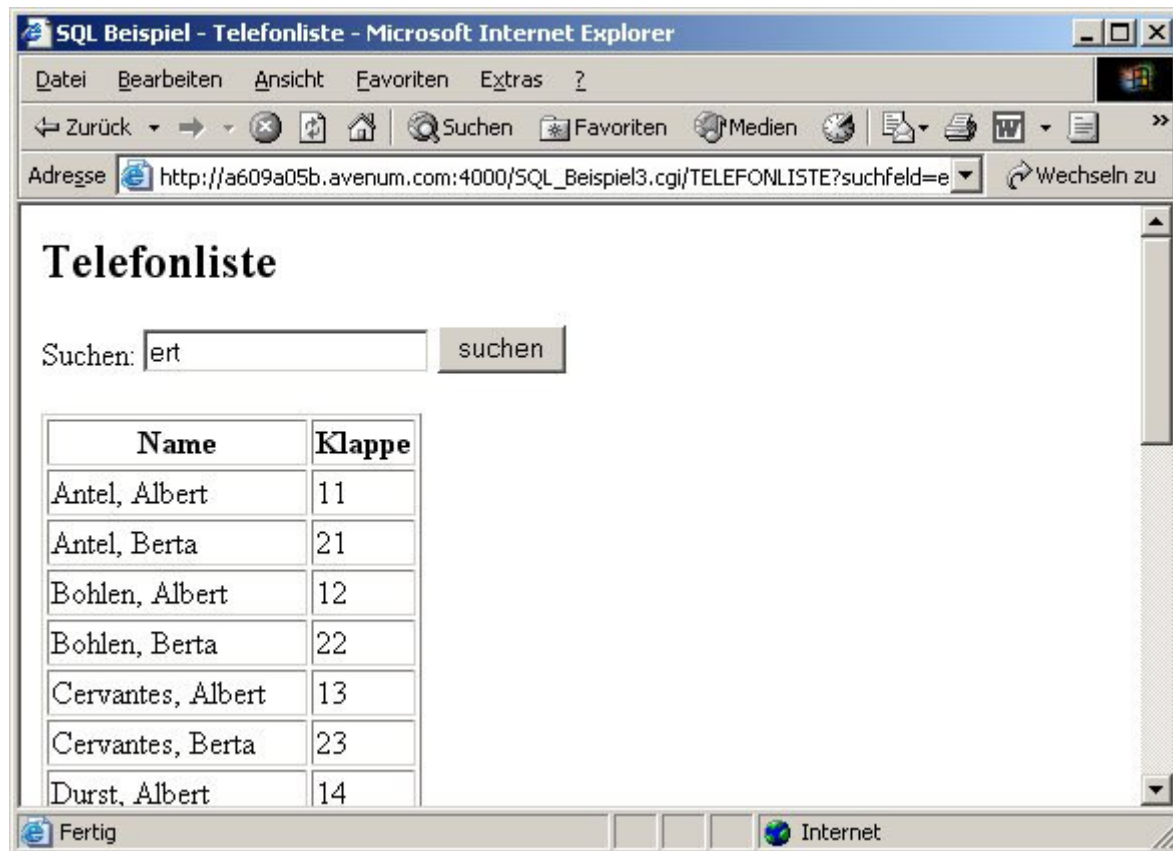 SQL Beispiel - Telefonliste - Microsoft Internet Explorer
Datei Bearbeiten Ansicht Favoriten Extras ?
Zurück Suchen Favoriten Medien »
Adresse http://a609a05b.avenum.com:4000/SQL_Beispiel3.cgi/TELEFONLISTE?suchfeld=e Wechseln zu
Telefonliste
Suchen: ert suchen
Name Klappe
Antel, Albert 11
Antel, Berta 21
Bohlen, Albert 12
Bohlen, Berta 22
Cervantes, Albert 13
Cervantes, Berta 23
Durst, Albert 14
Fertig Internet